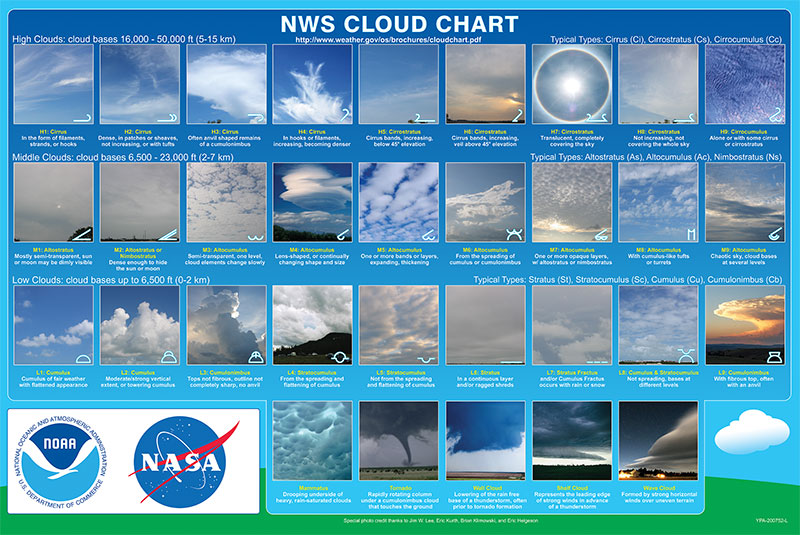 NWS CLOUD CHART
http://www.weather.gov/os/brochures/cloudchart.pdf
High Clouds: cloud bases 16,000 - 50,000 ft (5-15 km)
Typical Types: Cirrus (Ci), Cirrostratus (Cs), Cirrocumulus (Cc)
H1: Cirrus
In the form of filaments,
strands, or hooks
H2: Cirrus
Dense, in patches or sheaves,
not increasing, or with tufts
H3: Cirrus
Often anvil shaped remains
of a cumulonimbus
H4: Cirrus
In hooks or filaments,
increasing, becoming denser
H5: Cirrostratus
Cirrus bands, increasing,
below 45° elevation
H6: Cirrostratus
Cirrus bands, increasing,
veil above 45° elevation
H7: Cirrostratus
Translucent, completely
covering the sky
H8: Cirrostratus
Not increasing, not
covering the whole sky
H9: Cirrocumulus
Alone or with some cirrus
or cirrostratus
Middle Clouds: cloud bases 6,500 - 23,000 ft (2-7 km)
Typical Types: Altostratus (As), Altocumulus (Ac), Nimbostratus (Ns)
M1: Altostratus
Mostly semi-transparent, sun
or moon may be dimly visible
M2: Altostratus or
Nimbostratus
Dense enough to hide
the sun or moon
M3: Altocumulus
Semi-transparent, one level,
cloud elements change slowly
M4: Altocumulus
Lens-shaped, or continually
changing shape and size
M5: Altocumulus
One or more bands or layers,
expanding, thickening
M6: Altocumulus
From the spreading of
cumulus or cumulonimbus
M7: Altocumulus
One or more opaque layers,
w/ altostratus or nimbostratus
M8: Altocumulus
With cumulus-like tufts
or turrets
M9: Altocumulus
Chaotic sky, cloud bases
at several levels
Low Clouds: cloud bases up to 6,500 ft (0-2 km)
Typical Types: Stratus (St), Stratocumulus (Sc), Cumulus (Cu), Cumulonimbus (Cb)
L1: Cumulus
Cumulus of fair weather
with flattened appearance
L2: Cumulus
Moderate/strong vertical
extent, or towering cumulus
L3: Cumulonimbus
Tops not fibrous, outline not
completely sharp, no anvil
L4: Stratocumulus
From the spreading and
flattening of cumulus
L5: Stratocumulus
Not from the spreading
and flattening of cumulus
L6: Stratus
In a continuous layer
and/or ragged shreds
L7: Stratus Fractus
and/or Cumulus Fractus
occurs with rain or snow
L8: Cumulus & Stratocumulus
Not spreading, bases at
different levels
L9: Cumulonimbus
With fibrous top, often
with an anvil
NATIONAL OCEANIC AND ATMOSPHERIC ADMINISTRATION
NOAA
U.S. DEPARTMENT OF COMMERCE
NASA
Mammatus
Drooping underside of
heavy, rain-saturated clouds
Tornado
Rapidly rotating column
under a cumulonimbus cloud
that touches the ground
Wall Cloud
Lowering of the rain free
base of a thunderstorm, often
prior to tornado formation
Shelf Cloud
Represents the leading edge
of strong winds in advance
of a thunderstorm
Wave Cloud
Formed by strong horizontal
winds over uneven terrain
Special photo credit thanks to Jim W. Lee, Eric Kurth, Brian Klimowski, and Eric Helgeson
YPA-200752-L